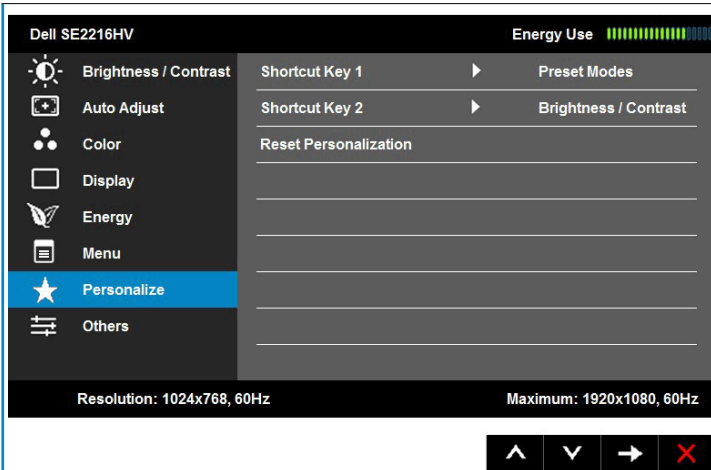 Dell SE2216HV Energy Use
Brightness / Contrast Shortcut Key 1 Preset Modes
Auto Adjust Shortcut Key 2 Brightness / Contrast
Color Reset Personalization
Display
Energy
Menu
Personalize
Others
Resolution: 1024x768, 60Hz Maximum: 1920x1080, 60Hz